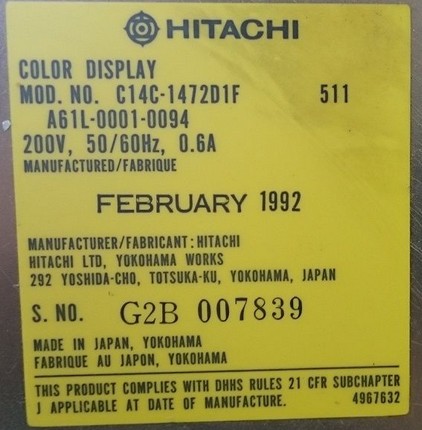 HITACHI
COLOR DISPLAY
MOD. NO. C14C-1472D1F 511
A61L-0001-0094
200V, 50/60Hz, 0.6A
MANUFACTURED/FABRIQUE
FEBRUARY 1992
MANUFACTURER/FABRICANT:HITACHI
HITACHI LTD, YOKOHAMA WORKS
292 YOSHIDA-CHO, TOTSUKA-KU, YOKOHAMA, JAPAN
S. NO. G2B 007839
MADE IN JAPAN, YOKOHAMA
FABRIQUE AU JAPON, YOKOHAMA
THIS PRODUCT COMPLIES WITH DHHS RULES 21 CFR SUBCHAPTER
J APPLICABLE AT DATE OF MANUFACTURE. 4967632